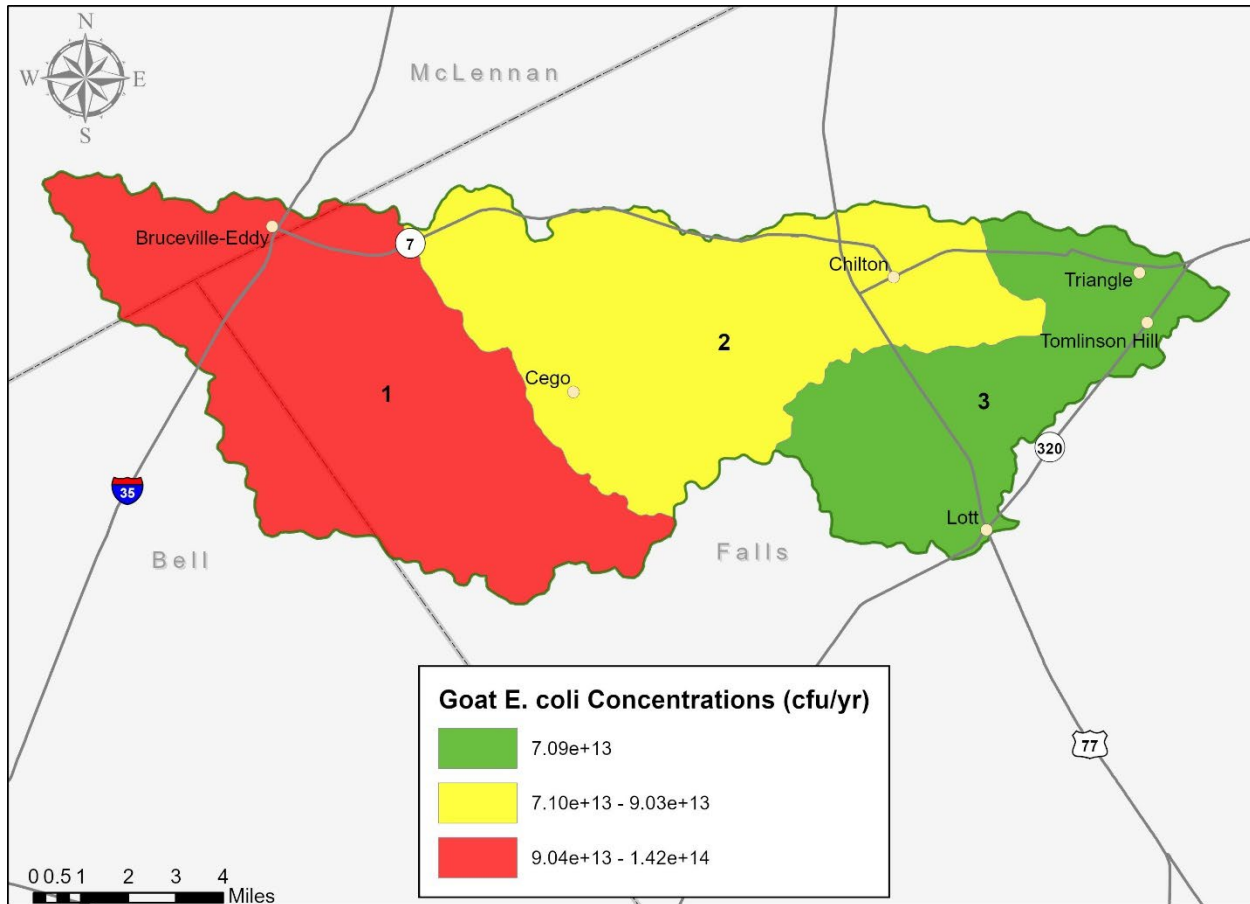 N
W E
S
McLennan
Bruceville-Eddy
7
Chilton
Triangle
Tomlinson Hill
2
Cego
1
3
320
35
Lott
Bell
Falls
Goat E. coli Concentrations (cfu/yr)
7.09e+13
7.10e+13 - 9.03e+13
9.04e+13 - 1.42e+14
77
0 0.5 1 2 3 4
Miles